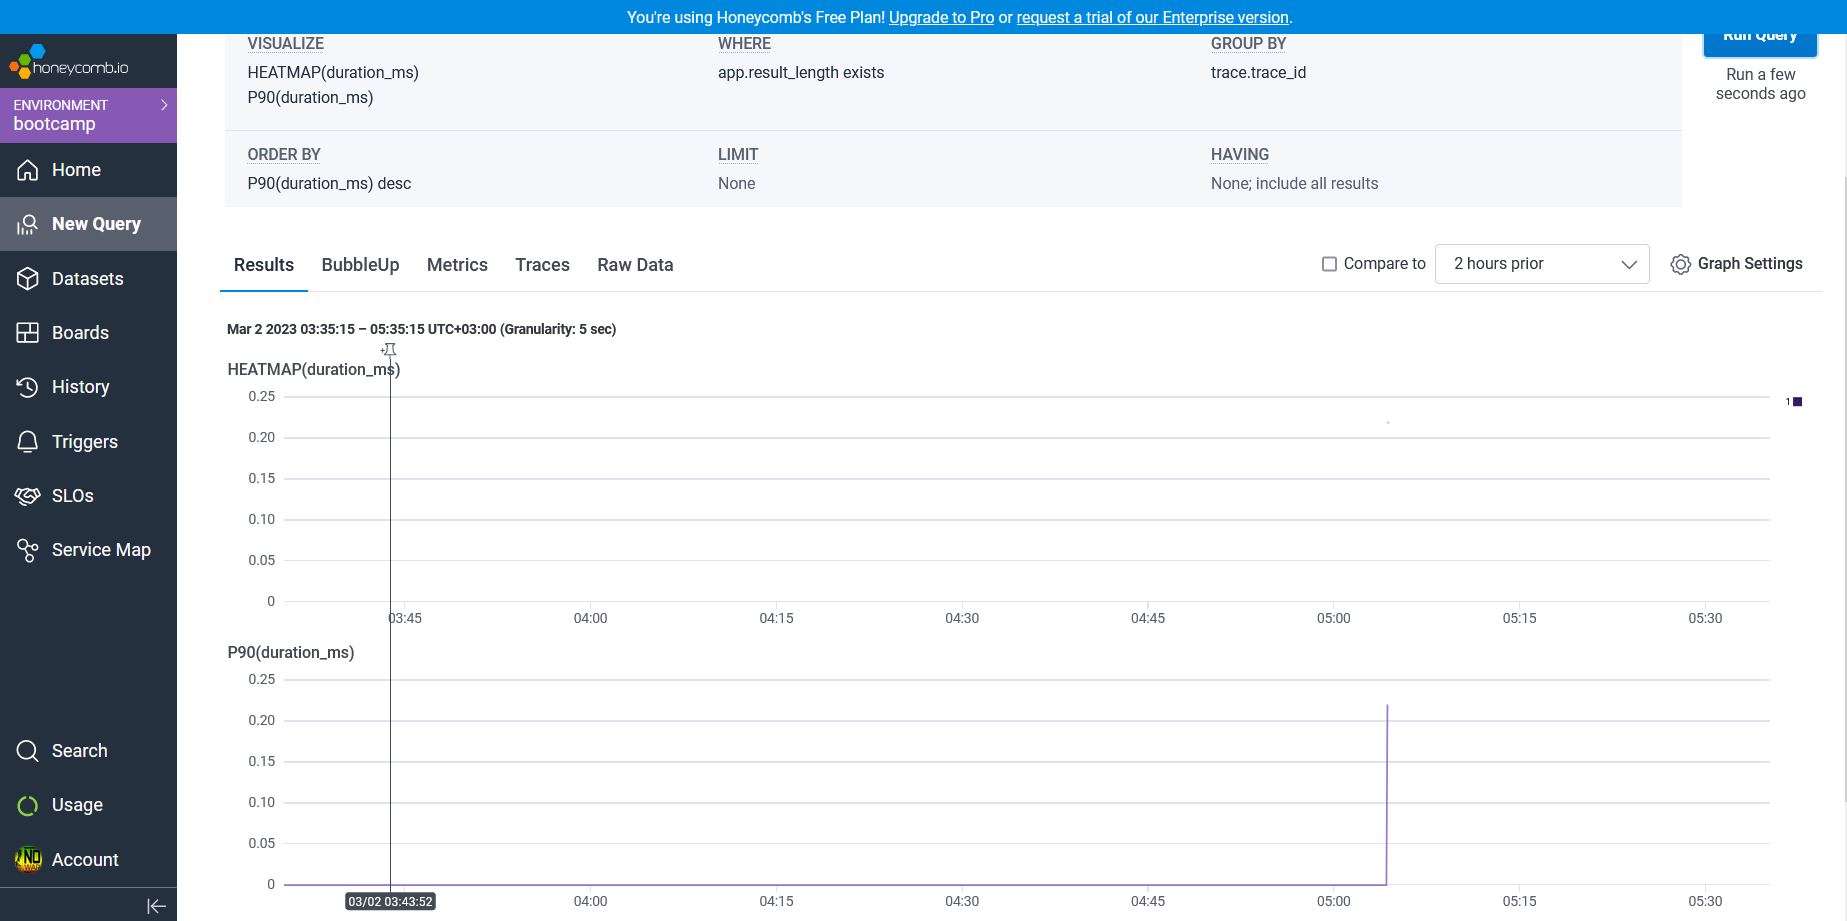 You're using Honeycomb's Free Plan! Upgrade to Pro or request a trial of our Enterprise version.
honeycomb.io
ENVIRONMENT
bootcamp
Home
New Query
Datasets
Boards
History
Triggers
SLOs
Service Map
Search
Usage
Account
VISUALIZE
HEATMAP(duration_ms)
P90(duration_ms)
WHERE
app.result_length exists
GROUP BY
trace.trace_id
Run Query
Run a few
seconds ago
ORDER BY
P90(duration_ms) desc
LIMIT
None
HAVING
None; include all results
Results BubbleUp Metrics Traces Raw Data
Compare to 2 hours prior Graph Settings
Mar 2 2023 03:35:15 – 05:35:15 UTC+03:00 (Granularity: 5 sec)
HEATMAP(duration_ms)
0.25
1
0.20
0.15
0.10
0.05
0
03:45 04:00 04:15 04:30 04:45 05:00 05:15 05:30
P90(duration_ms)
0.25
0.20
0.15
0.10
0.05
0
03/02 03:43:52 04:00 04:15 04:30 04:45 05:00 05:15 05:30